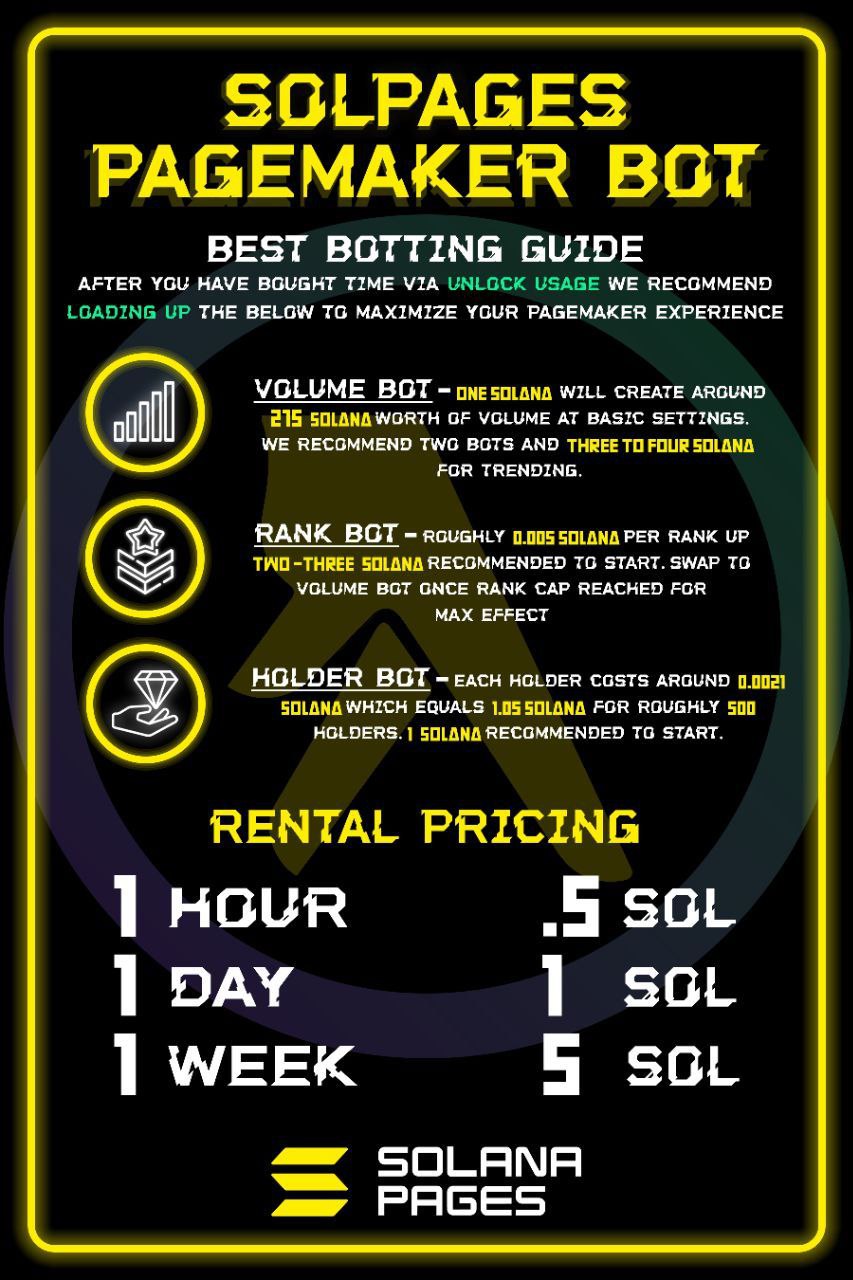 SOLPAGES
PAGEMAKER BOT
BEST BOTTING GUIDE
AFTER YOU HAVE BOUGHT TIME VIA UNLOCK USAGE WE RECOMMEND
LOADING UP THE BELOW TO MAXIMIZE YOUR PAGEMAKER EXPERIENCE
VOLUME BOT - ONE SOLANA WILL CREATE AROUND
215 SOLANA WORTH OF VOLUME AT BASIC SETTINGS.
WE RECOMMEND TWO BOTS AND THREE TO FOUR SOLANA
FOR TRENDING.
RANK BOT - ROUGHLY 0.005 SOLANA PER RANK UP
TWO-THREE SOLANA RECOMMENDED TO START. SWAP TO
VOLUME BOT ONCE RANK CAP REACHED FOR
MAX EFFECT
HOLDER BOT - EACH HOLDER COSTS AROUND 0.0021
SOLANA WHICH EQUALS 1.05 SOLANA FOR ROUGHLY 500
HOLDERS. 1 SOLANA RECOMMENDED TO START.
RENTAL PRICING
1 HOUR .5 SOL
1 DAY 1 SOL
1 WEEK 5 SOL
SOLANA
PAGES